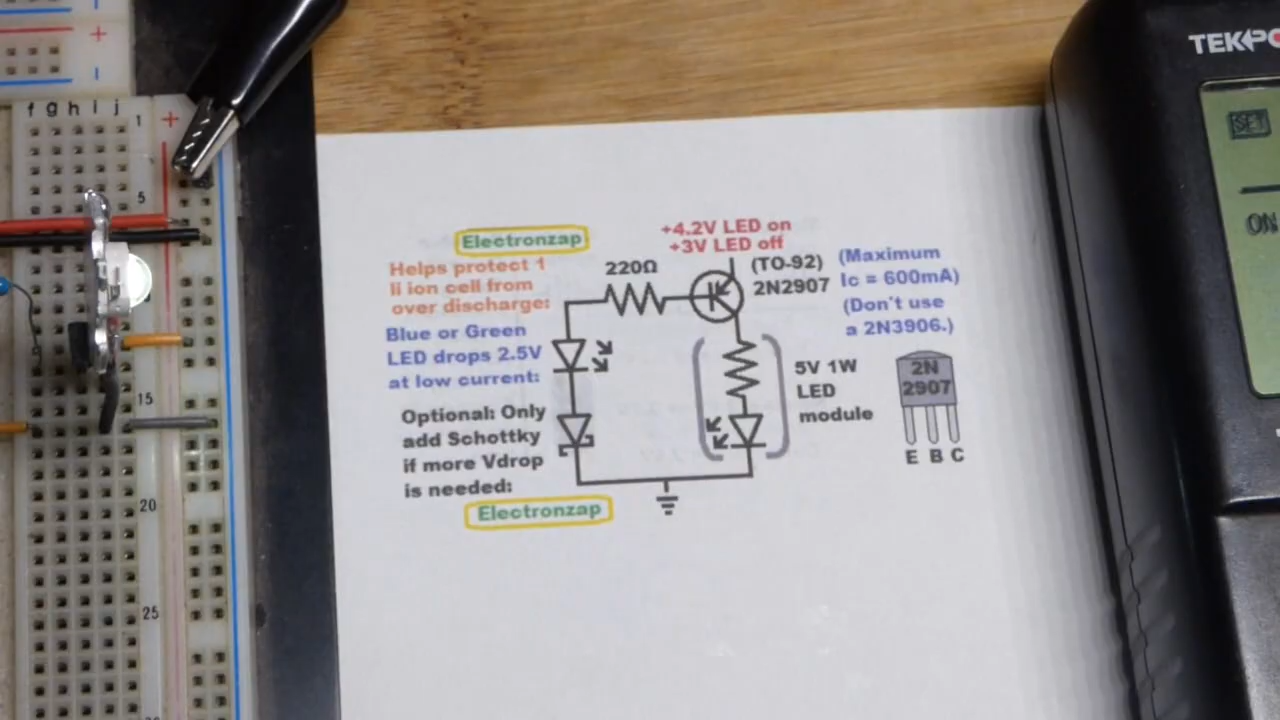 f g h i j
1
5
15
20
25
+
+
TEKPO
SET
ON
Electronzap
Helps protect 1
li ion cell from
over discharge:
Blue or Green
LED drops 2.5V
at low current:
Optional: Only
add Schottky
if more Vdrop
is needed:
Electronzap
220Ω
+4.2V LED on
+3V LED off
(TO-92)
2N2907
(Maximum
Ic = 600mA)
(Don't use
a 2N3906.)
5V 1W
LED
module
2N
2907
E B C